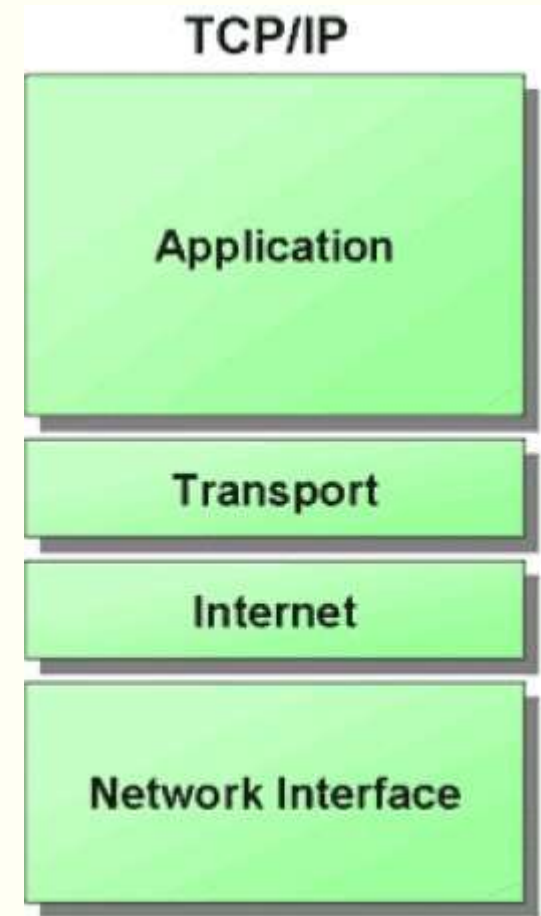 TCP/IP
Application
Transport
Internet
Network Interface